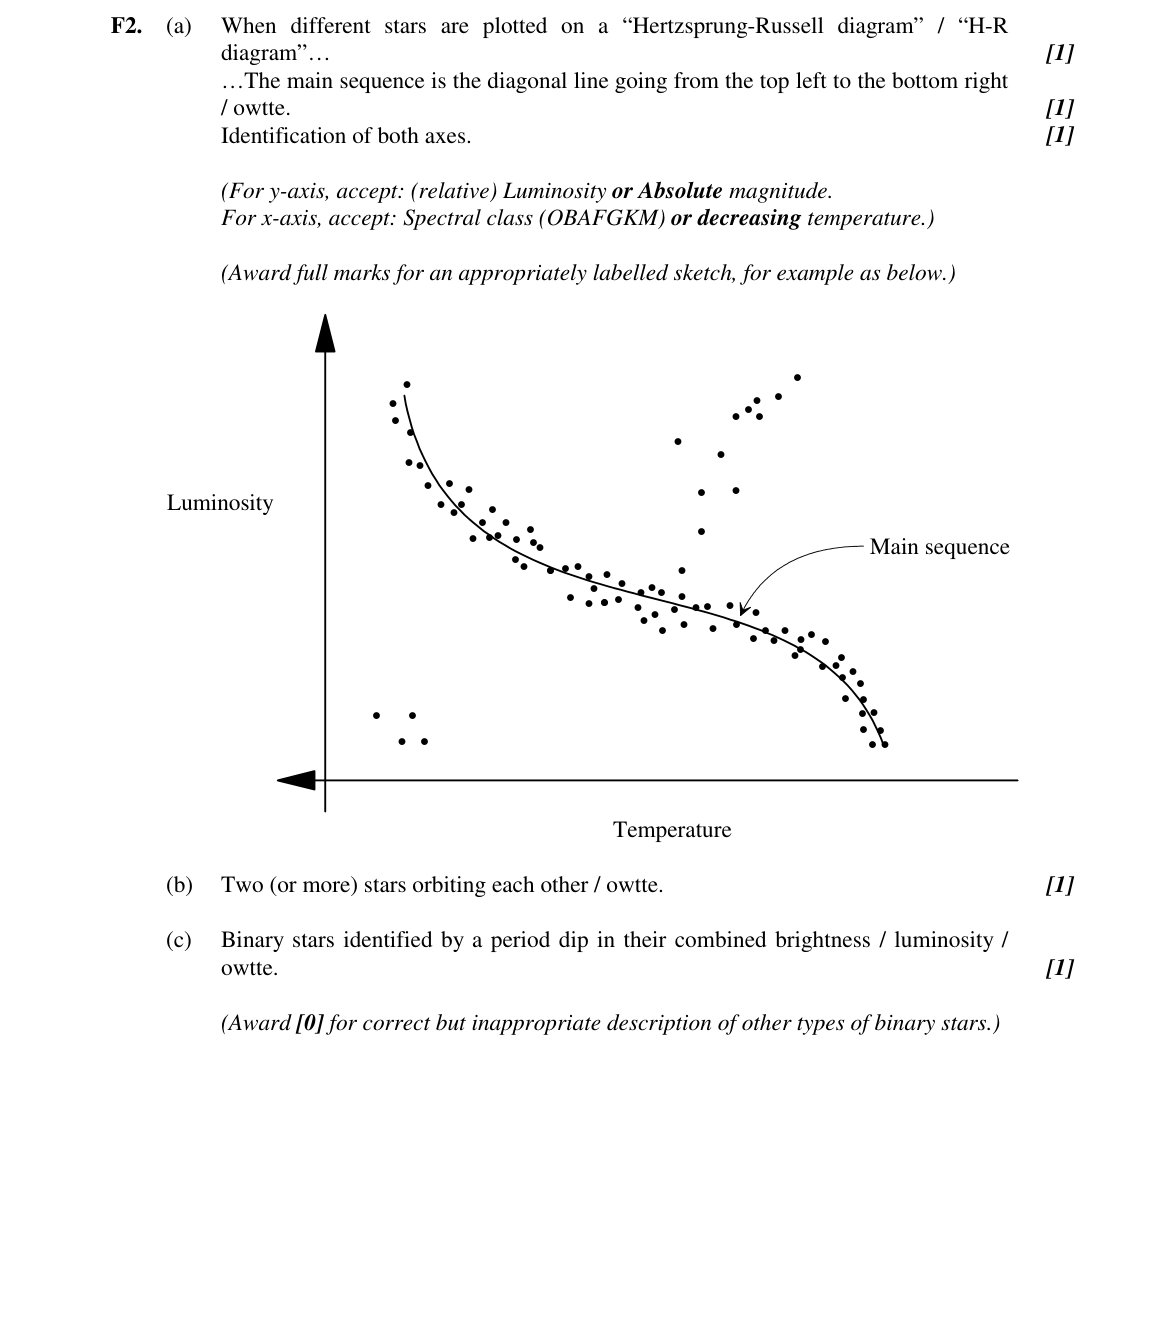 F2. (a) When different stars are plotted on a “Hertzsprung-Russell diagram” / “H-R
diagram”… [1]
…The main sequence is the diagonal line going from the top left to the bottom right
/ owtte. [1]
Identification of both axes. [1]
(For y-axis, accept: (relative) Luminosity or Absolute magnitude.
For x-axis, accept: Spectral class (OBAFGKM) or decreasing temperature.)
(Award full marks for an appropriately labelled sketch, for example as below.)
Luminosity
Main sequence
Temperature
(b) Two (or more) stars orbiting each other / owtte. [1]
(c) Binary stars identified by a period dip in their combined brightness / luminosity /
owtte. [1]
(Award [0] for correct but inappropriate description of other types of binary stars.)